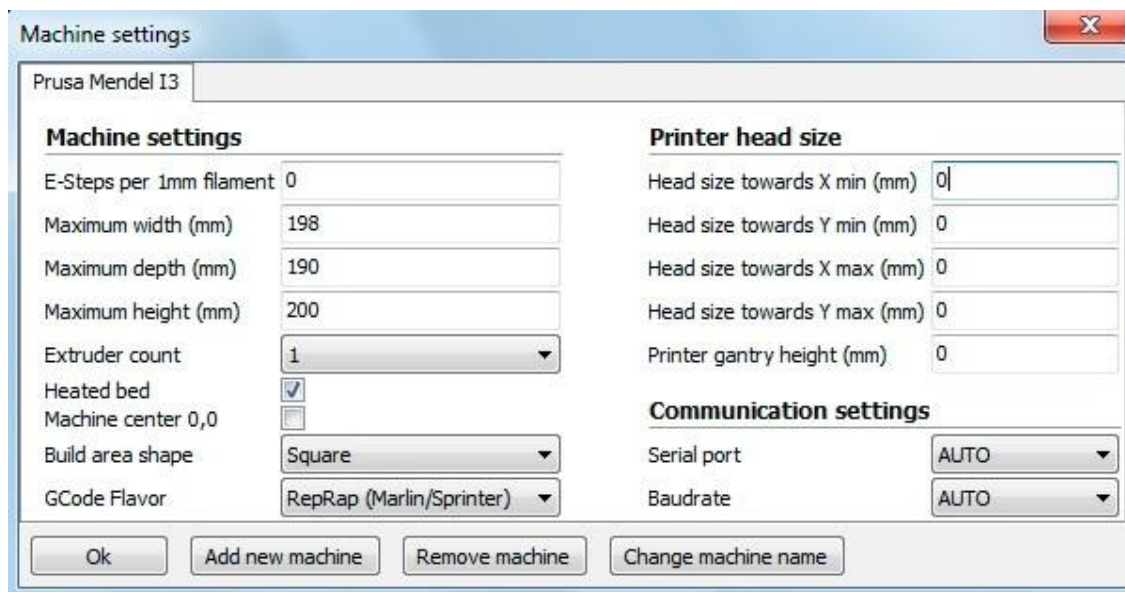 Machine settings
Prusa Mendel I3
Machine settings
E-Steps per 1mm filament 0
Maximum width (mm) 198
Maximum depth (mm) 190
Maximum height (mm) 200
Extruder count 1
Heated bed
Machine center 0,0
Build area shape Square
GCode Flavor RepRap (Marlin/Sprinter)
Printer head size
Head size towards X min (mm) 0
Head size towards Y min (mm) 0
Head size towards X max (mm) 0
Head size towards Y max (mm) 0
Printer gantry height (mm) 0
Communication settings
Serial port AUTO
Baudrate AUTO
Ok Add new machine Remove machine Change machine name